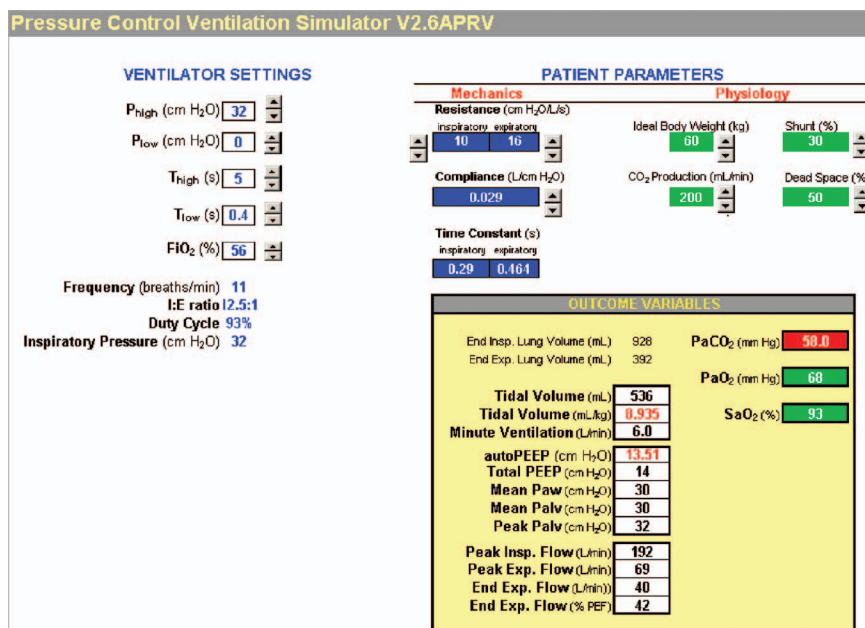 Pressure Control Ventilation Simulator V2.6APRV
VENTILATOR SETTINGS
P_high (cm H₂O) 32
P_low (cm H₂O) 0
T_high (s) 5
T_low (s) 0.4
FiO₂ (%) 56
Frequency (breaths/min) 11
I:E ratio 12.5:1
Duty Cycle 93%
Inspiratory Pressure (cm H₂O) 32
PATIENT PARAMETERS
Mechanics
Resistance (cm H₂O/L/s)
inspiratory expiratory
10 16
Compliance (L/cm H₂O)
0.029
Time Constant (s)
inspiratory expiratory
0.29 0.464
Physiology
Ideal Body Weight (kg) Shunt (%)
60 30
CO₂ Production (mL/min) Dead Space (%
200 50
OUTCOME VARIABLES
End Insp. Lung Volume (mL) 928
End Exp. Lung Volume (mL) 392
Tidal Volume (mL) 536
Tidal Volume (mL/kg) 8.935
Minute Ventilation (L/min) 6.0
autoPEEP (cm H₂O) 13.51
Total PEEP (cm H₂O) 14
Mean Paw (cm H₂O) 30
Mean Palv (cm H₂O) 30
Peak Palv (cm H₂O) 32
Peak Insp. Flow (L/min) 192
Peak Exp. Flow (L/min) 69
End Exp. Flow (L/min)) 40
End Exp. Flow (% PEF) 42
PaCO₂ (mm Hg) 58.0
PaO₂ (mm Hg) 68
SaO₂ (%) 93